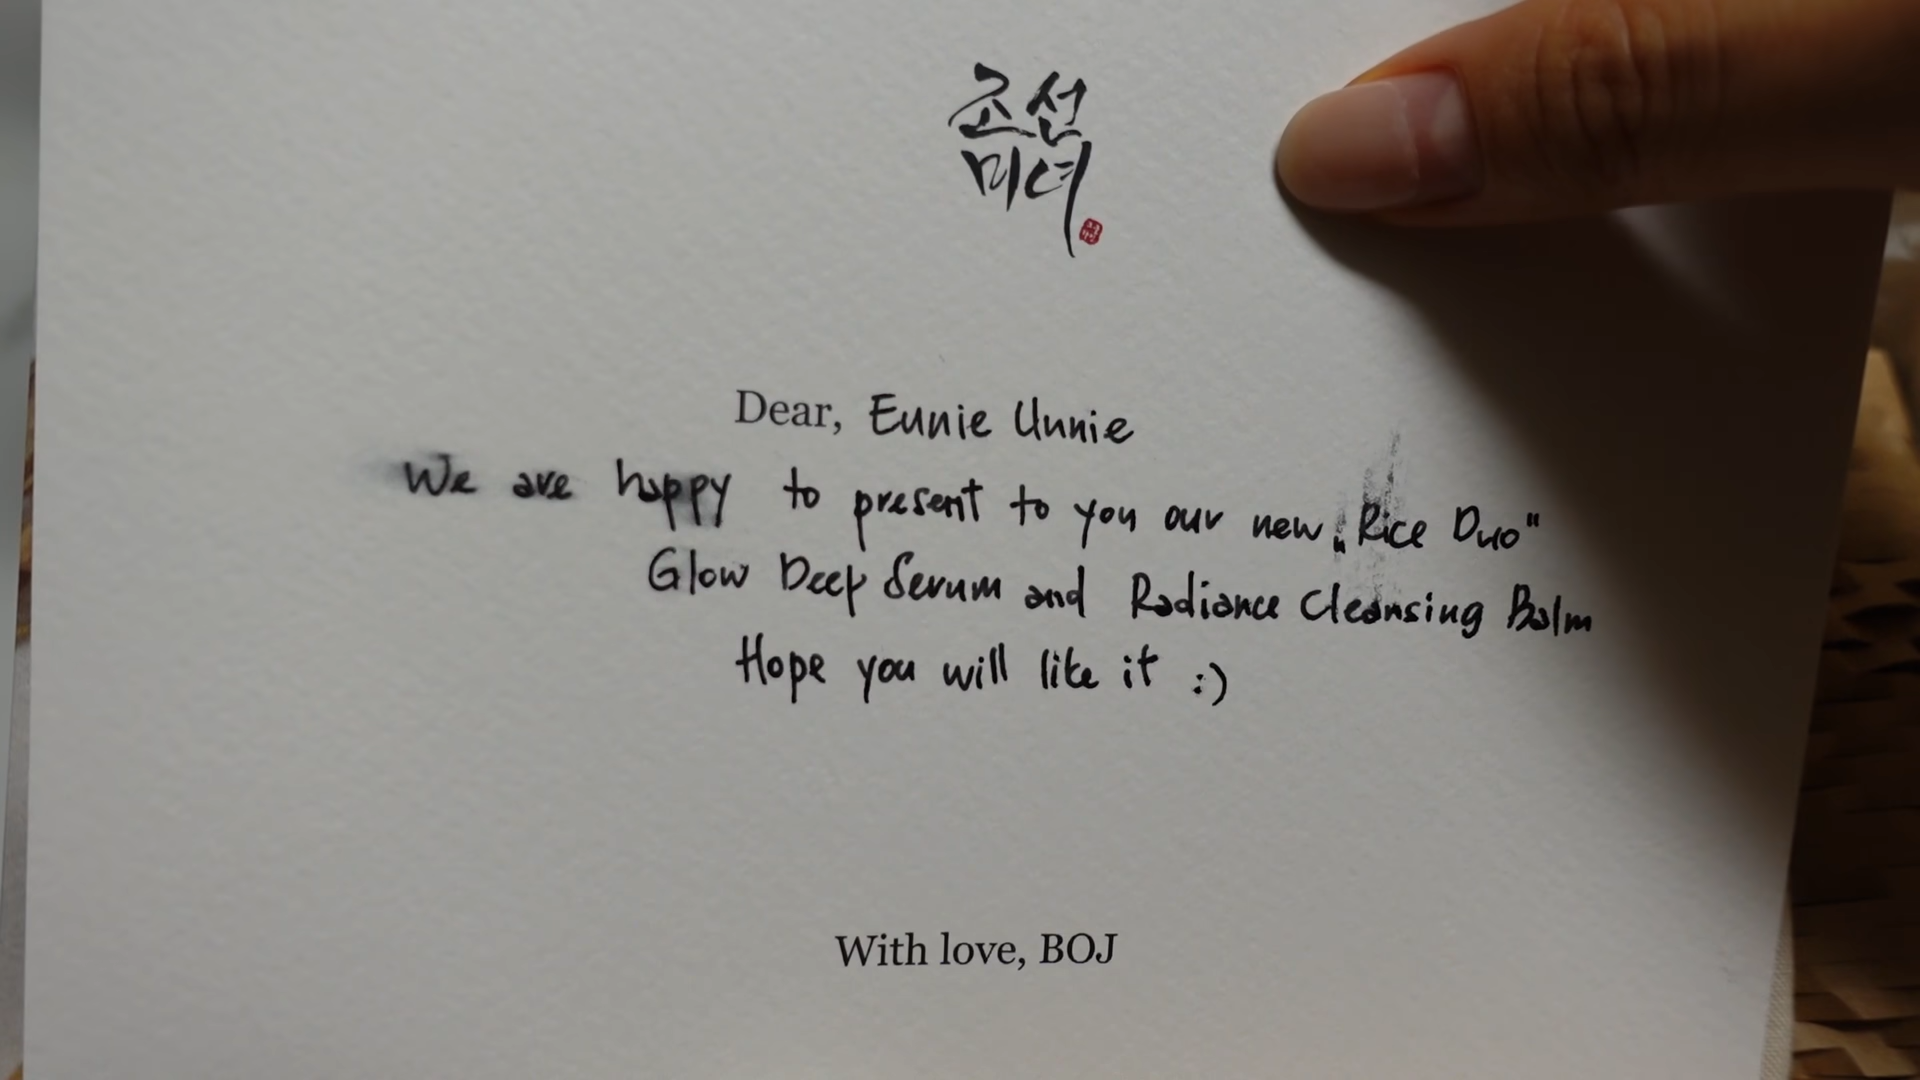 조선
미녀
Dear, Eunie Unnie
We are happy to present to you our new „Rice Duo"
Glow Deep Serum and Radiance Cleansing Balm
Hope you will like it :)
With love, BOJ